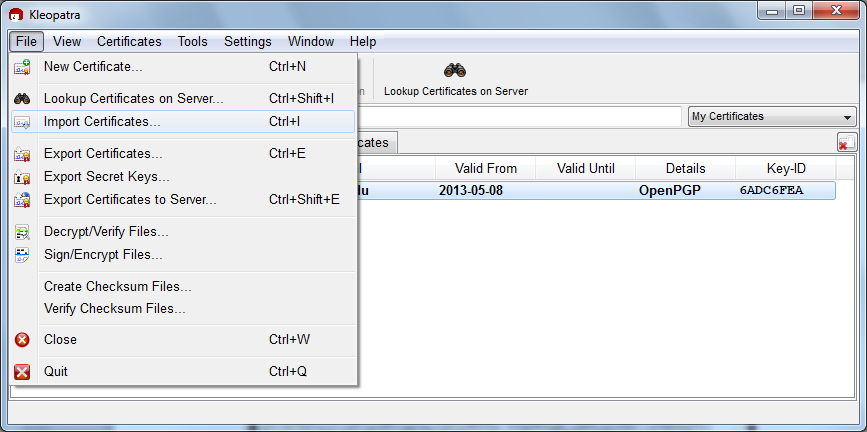 Kleopatra
File View Certificates Tools Settings Window Help
New Certificate... Ctrl+N
Lookup Certificates on Server... Ctrl+Shift+I
Import Certificates... Ctrl+I
Export Certificates... Ctrl+E
Export Secret Keys...
Export Certificates to Server... Ctrl+Shift+E
Decrypt/Verify Files...
Sign/Encrypt Files...
Create Checksum Files...
Verify Checksum Files...
Close Ctrl+W
Quit Ctrl+Q
Lookup Certificates on Server
My Certificates
Valid From Valid Until Details Key-ID
2013-05-08 OpenPGP 6ADC6FEA